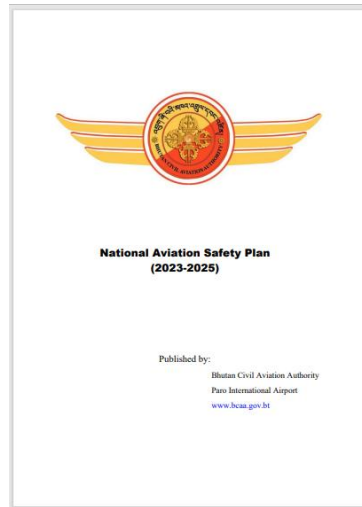 BHUTAN CIVIL AVIATION AUTHORITY
National Aviation Safety Plan
(2023-2025)
Published by:
Bhutan Civil Aviation Authority
Paro International Airport
www.bcaa.gov.bt